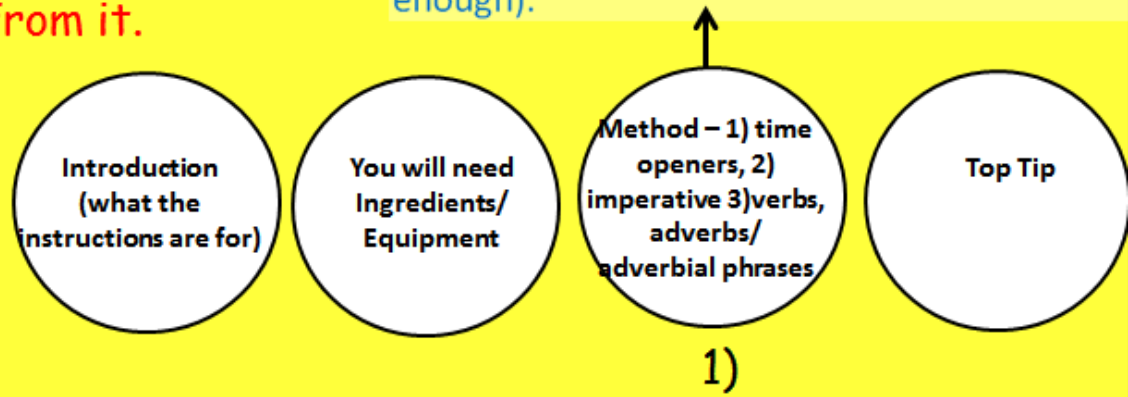 enough).
from it.
Introduction
(what the
instructions are for)
You will need
Ingredients/
Equipment
Method – 1) time
openers, 2)
imperative 3)verbs,
adverbs/
adverbial phrases
Top Tip
1)